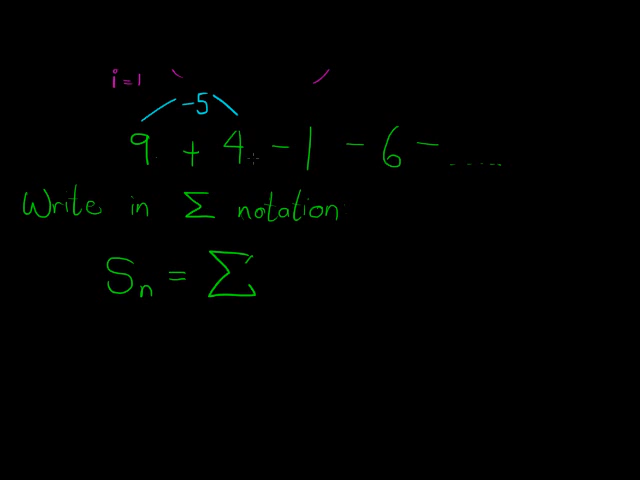 i = 1
-5
9 + 4 - 1 - 6 - .....
Write in Σ notation
Sn = Σ